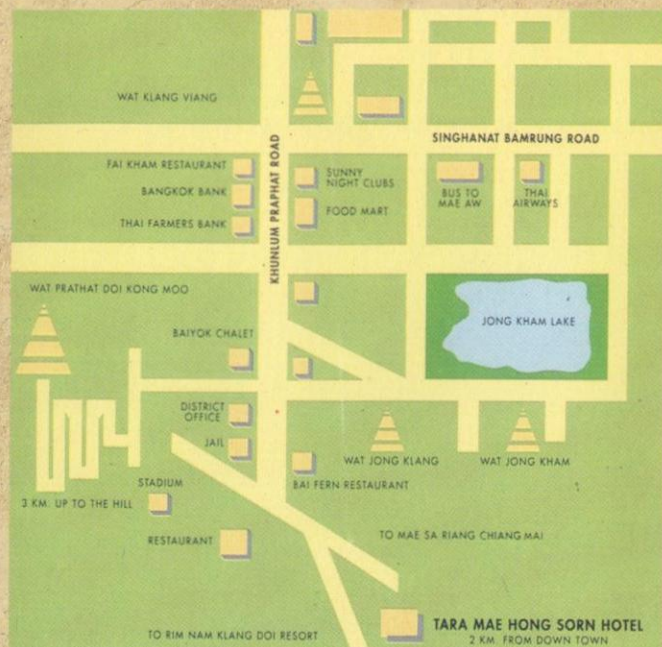 WAT KLANG VIANG
SINGHANAT BAMRUNG ROAD
KHUNLUM PRAPHAT ROAD
FAI KHAM RESTAURANT
BANGKOK BANK
THAI FARMERS BANK
SUNNY
NIGHT CLUBS
FOOD MART
BUS TO
MAE AW
THAI
AIRWAYS
WAT PRATHAT DOI KONG MOO
JONG KHAM LAKE
BAIYOK CHALET
DISTRICT
OFFICE
JAIL
WAT JONG KLANG
WAT JONG KHAM
STADIUM
BAI FERN RESTAURANT
3 KM. UP TO THE HILL
RESTAURANT
TO MAE SA RIANG CHIANG MAI
TARA MAE HONG SORN HOTEL
2 KM. FROM DOWN TOWN
TO RIM NAM KLANG DOI RESORT